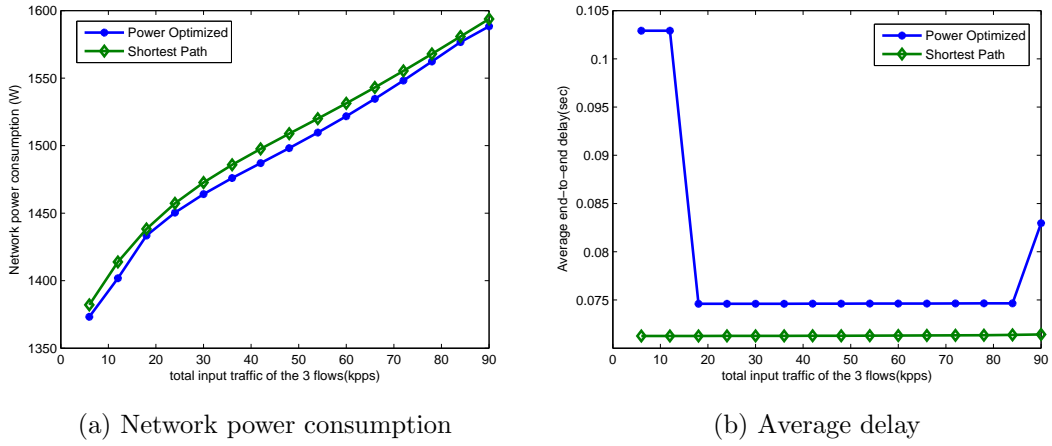 1600
1550
1500
1450
1400
1350
Network power consumption (W)
Power Optimized
Shortest Path
0 10 20 30 40 50 60 70 80 90
total input traffic of the 3 flows(kpps)
(a) Network power consumption
0.105
0.1
0.095
0.09
0.085
0.08
0.075
Average end-to-end delay(sec)
Power Optimized
Shortest Path
0 10 20 30 40 50 60 70 80 90
total input traffic of the 3 flows(kpps)
(b) Average delay